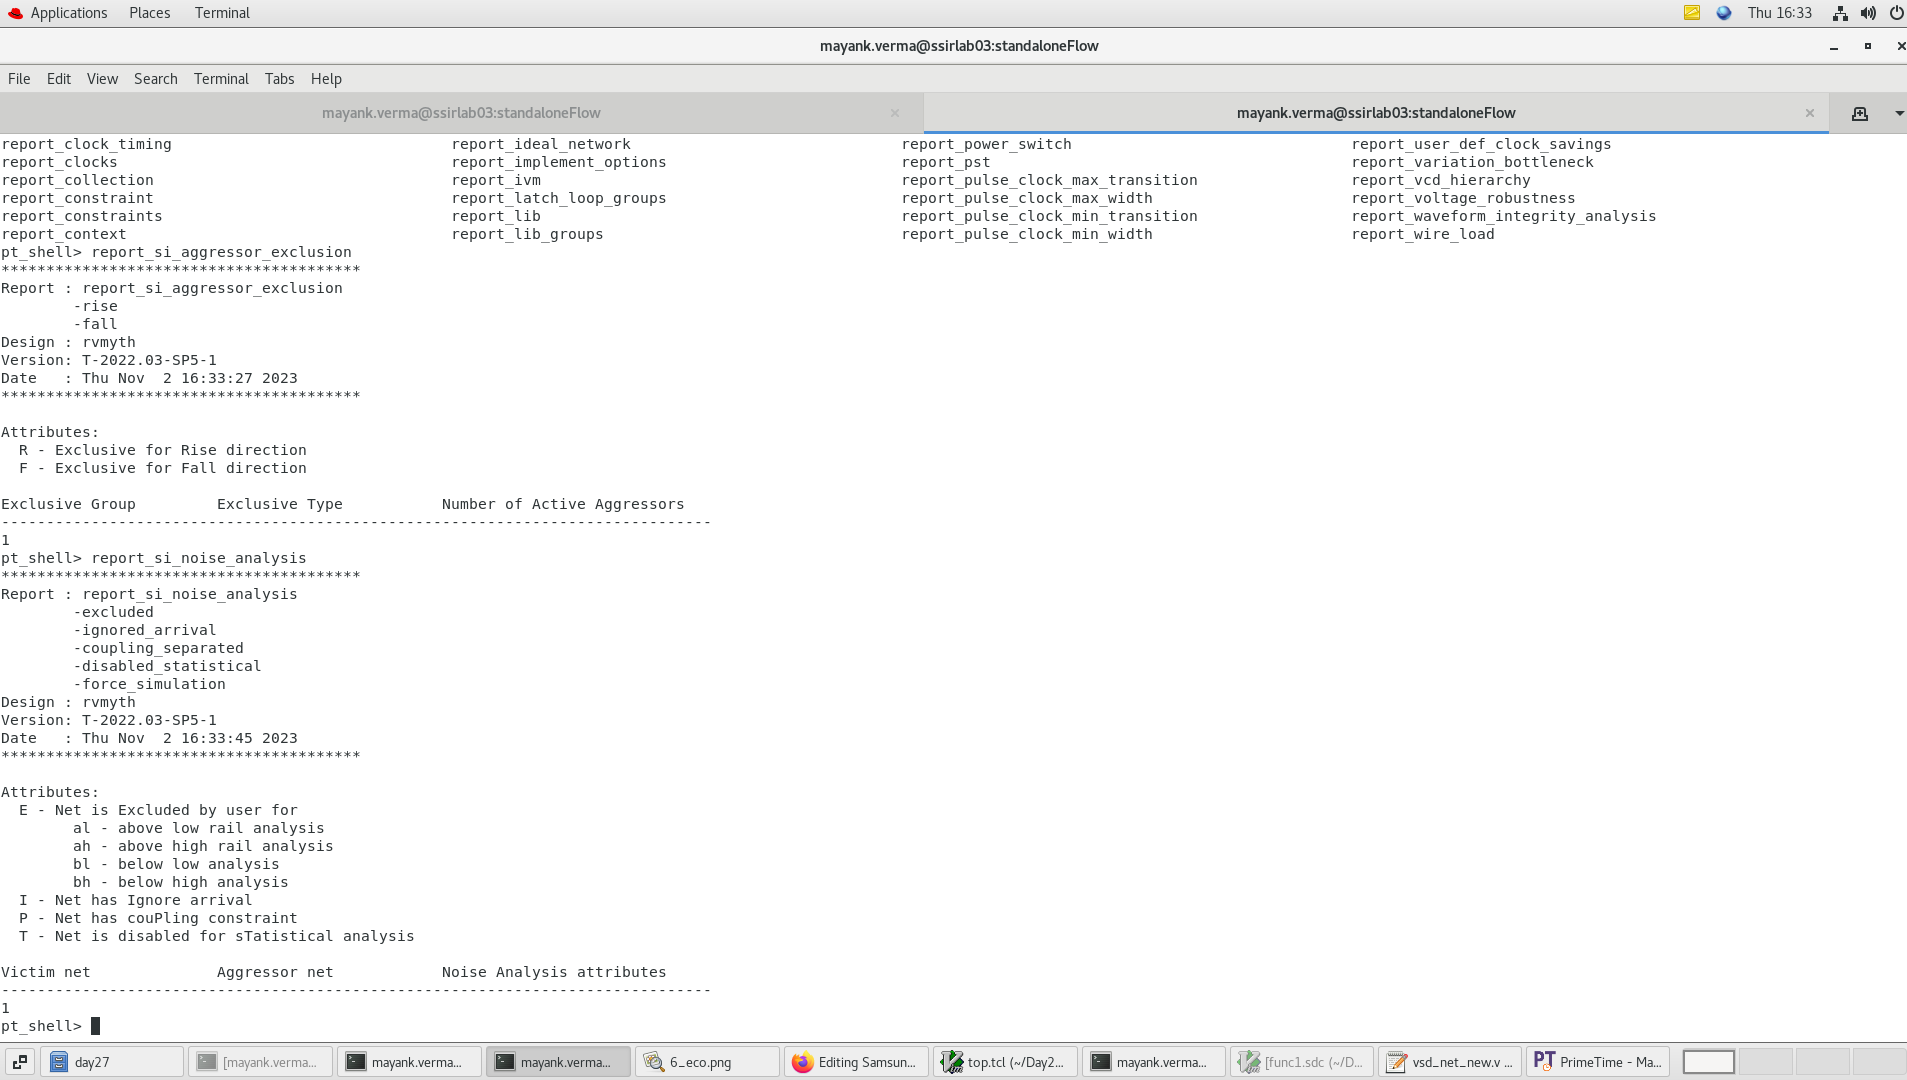 Applications Places Terminal Thu 16:33
mayank.verma@ssirlab03:standaloneFlow
File Edit View Search Terminal Tabs Help
mayank.verma@ssirlab03:standaloneFlow mayank.verma@ssirlab03:standaloneFlow
report_clock_timing report_ideal_network report_power_switch report_user_def_clock_savings
report_clocks report_implement_options report_pst report_variation_bottleneck
report_collection report_ivm report_pulse_clock_max_transition report_vcd_hierarchy
report_constraint report_latch_loop_groups report_pulse_clock_max_width report_voltage_robustness
report_constraints report_lib report_pulse_clock_min_transition report_waveform_integrity_analysis
report_context report_lib_groups report_pulse_clock_min_width report_wire_load
pt_shell> report_si_aggressor_exclusion
****************************************
Report : report_si_aggressor_exclusion
-rise
-fall
Design : rvmyth
Version: T-2022.03-SP5-1
Date   : Thu Nov  2 16:33:27 2023
****************************************
Attributes:
R - Exclusive for Rise direction
F - Exclusive for Fall direction
Exclusive Group Exclusive Type Number of Active Aggressors
-------------------------------------------------------------------------------
1
pt_shell> report_si_noise_analysis
****************************************
Report : report_si_noise_analysis
-excluded
-ignored_arrival
-coupling_separated
-disabled_statistical
-force_simulation
Design : rvmyth
Version: T-2022.03-SP5-1
Date   : Thu Nov  2 16:33:45 2023
****************************************
Attributes:
E - Net is Excluded by user for
al - above low rail analysis
ah - above high rail analysis
bl - below low analysis
bh - below high analysis
I - Net has Ignore arrival
P - Net has couPling constraint
T - Net is disabled for sTatistical analysis
Victim net Aggressor net Noise Analysis attributes
-------------------------------------------------------------------------------
1
pt_shell>
day27 [mayank.verma... mayank.verma... mayank.verma... 6_eco.png Editing Samsun... top.tcl (~/Day2... mayank.verma... [func1.sdc (~/D... vsd_net_new.v ... PrimeTime - Ma...